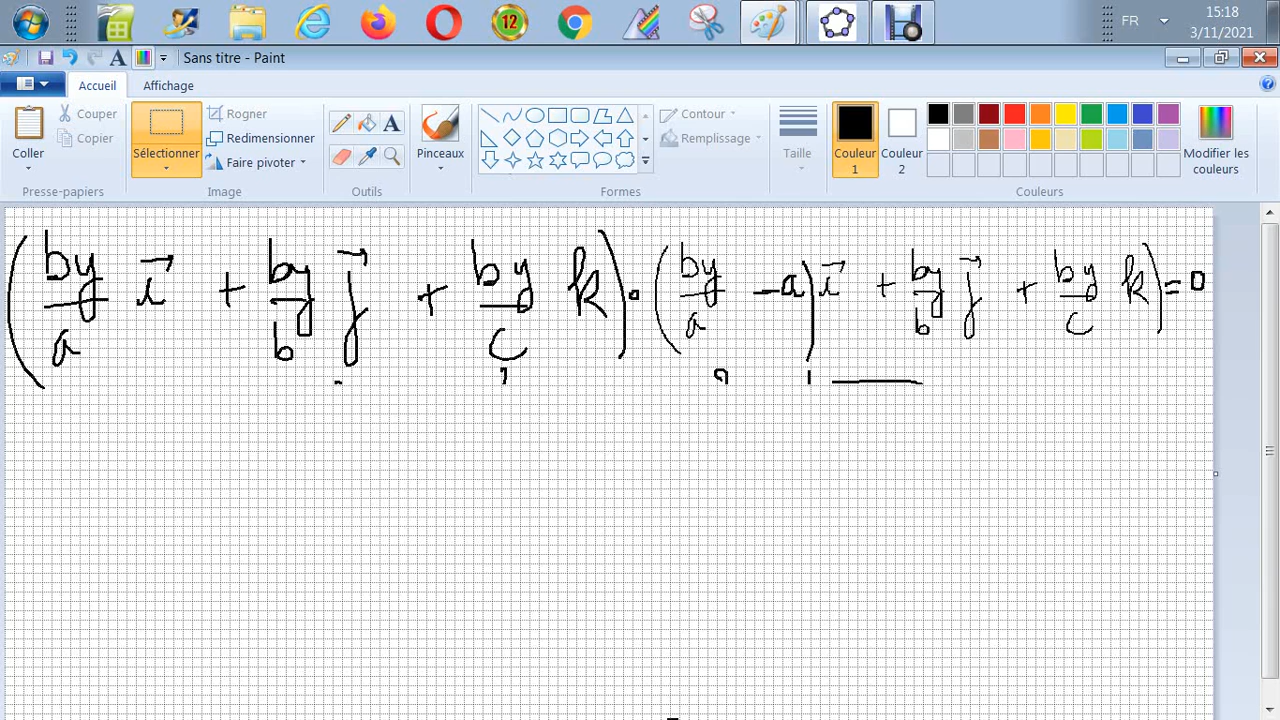 12
FR
15:18
3/11/2021
Sans titre - Paint
Accueil
Affichage
Coller
Couper
Copier
Presse-papiers
Sélectionner
Rogner
Redimensionner
Faire pivoter
Image
A
Outils
Pinceaux
Contour
Remplissage
Formes
Taille
Couleur 1
Couleur 2
Modifier les couleurs
Couleurs
(by/a i⃗ + by/b j⃗ + by/c k) · (by/a - a) i⃗ + by/b j⃗ + by/c k) = 0